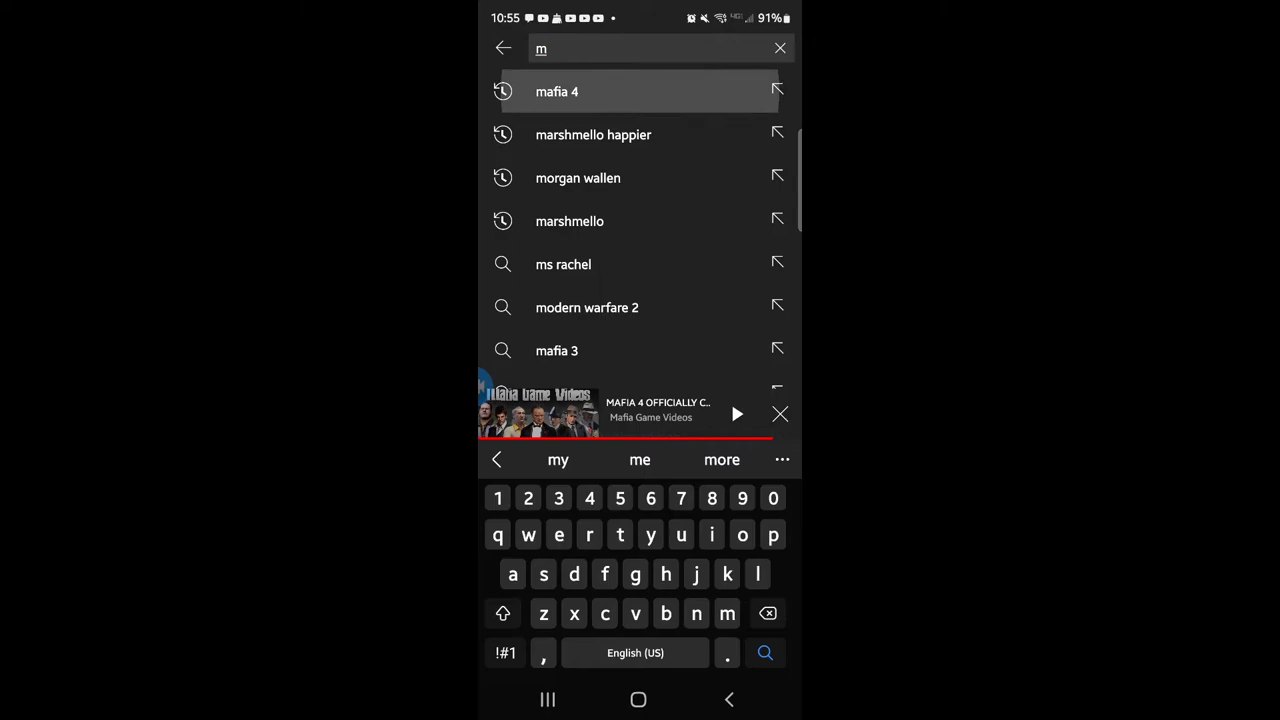 10:55
91%
m
mafia 4
marshmello happier
morgan wallen
marshmello
ms rachel
modern warfare 2
mafia 3
Mafia Game Videos
MAFIA 4 OFFICIALLY C..
Mafia Game Videos
my me more
1 2 3 4 5 6 7 8 9 0
q w e r t y u i o p
a s d f g h j k l
z x c v b n m
!#1 , English (US) .